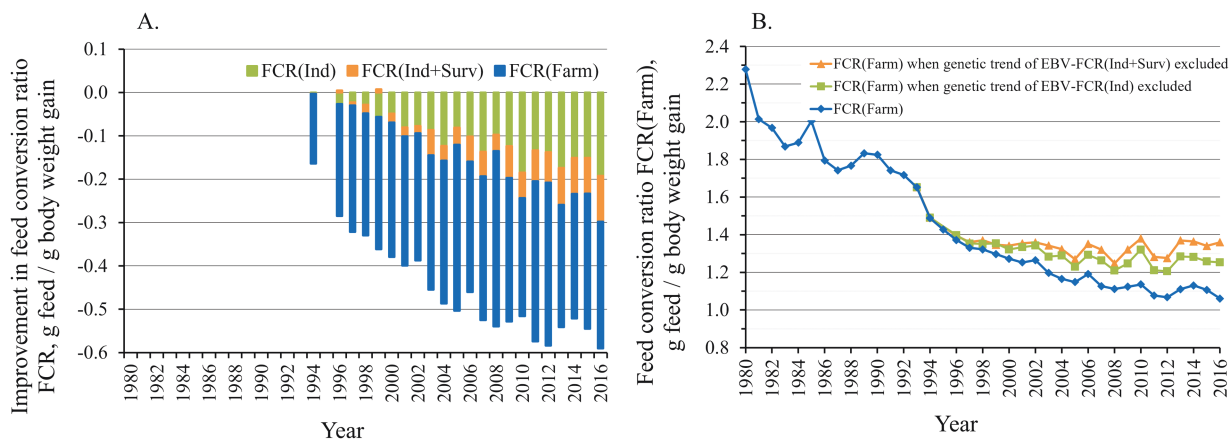 A.
Improvement in feed conversion ratio
FCR, g feed / g body weight gain
0.1
0.0
-0.1
-0.2
-0.3
-0.4
-0.5
-0.6
FCR(Ind) FCR(Ind+Surv) FCR(Farm)
1980 1982 1984 1986 1988 1990 1992 1994 1996 1998 2000 2002 2004 2006 2008 2010 2012 2014 2016
Year
B.
Feed conversion ratio FCR(Farm),
g feed / g body weight gain
2.4
2.2
2.0
1.8
1.6
1.4
1.2
1.0
0.8
FCR(Farm) when genetic trend of EBV-FCR(Ind+Surv) excluded
FCR(Farm) when genetic trend of EBV-FCR(Ind) excluded
FCR(Farm)
1980 1982 1984 1986 1988 1990 1992 1994 1996 1998 2000 2002 2004 2006 2008 2010 2012 2014 2016
Year